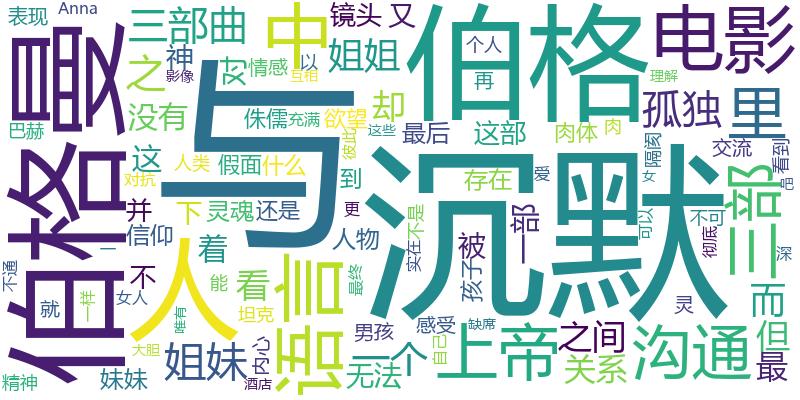 伯格曼
与
沉默
伯格
人
语言
上帝
沟通
三部
电影
中
里
三部曲
姐姐
姐妹
孤独
一个
而
之间
关系
一部
没有
之
这
对
却
看
着
不
并
最
但
被
表现
Anna
镜头
又
神
影像
情感
以
互相
个人
再
理解
巴赫
侏儒
充满
欲望
彼此
最后
这部
肉体
肉
这些
隔阂
交流
看到
人类
假面
什么
到
存在
爱
女
不可
可以
彻底
深
对抗
下
灵魂
还是
更
不是
信仰
人物
实在
孩子
不通
一
就
一样
女人
能
唯有
坦克
最终
男孩
感受
缺席
自己
灵
大胆
内心
酒店
无法
精神
妹妹